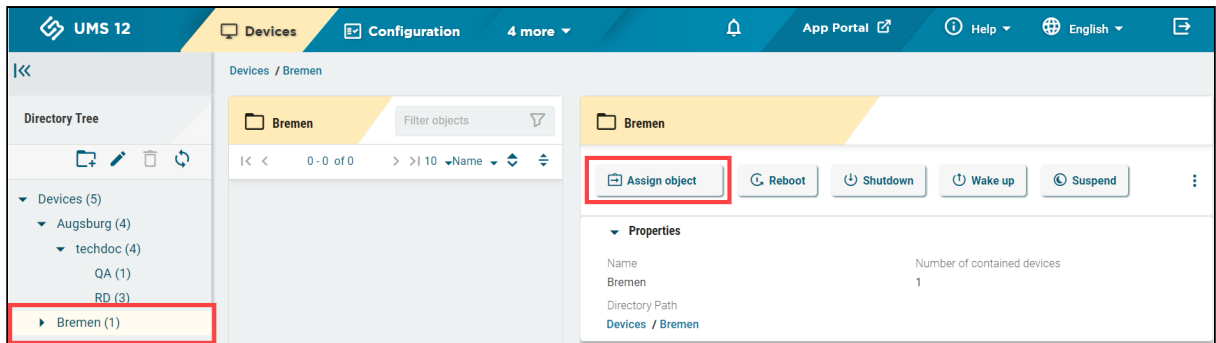 UMS 12
Devices
Configuration
4 more
App Portal
Help
English
Devices / Bremen
Directory Tree
Bremen
Filter objects
Bremen
0 - 0 of 0
10
Name
Assign object
Reboot
Shutdown
Wake up
Suspend
Devices (5)
Augsburg (4)
techdoc (4)
QA (1)
RD (3)
Bremen (1)
Properties
Name
Number of contained devices
Bremen
1
Directory Path
Devices / Bremen